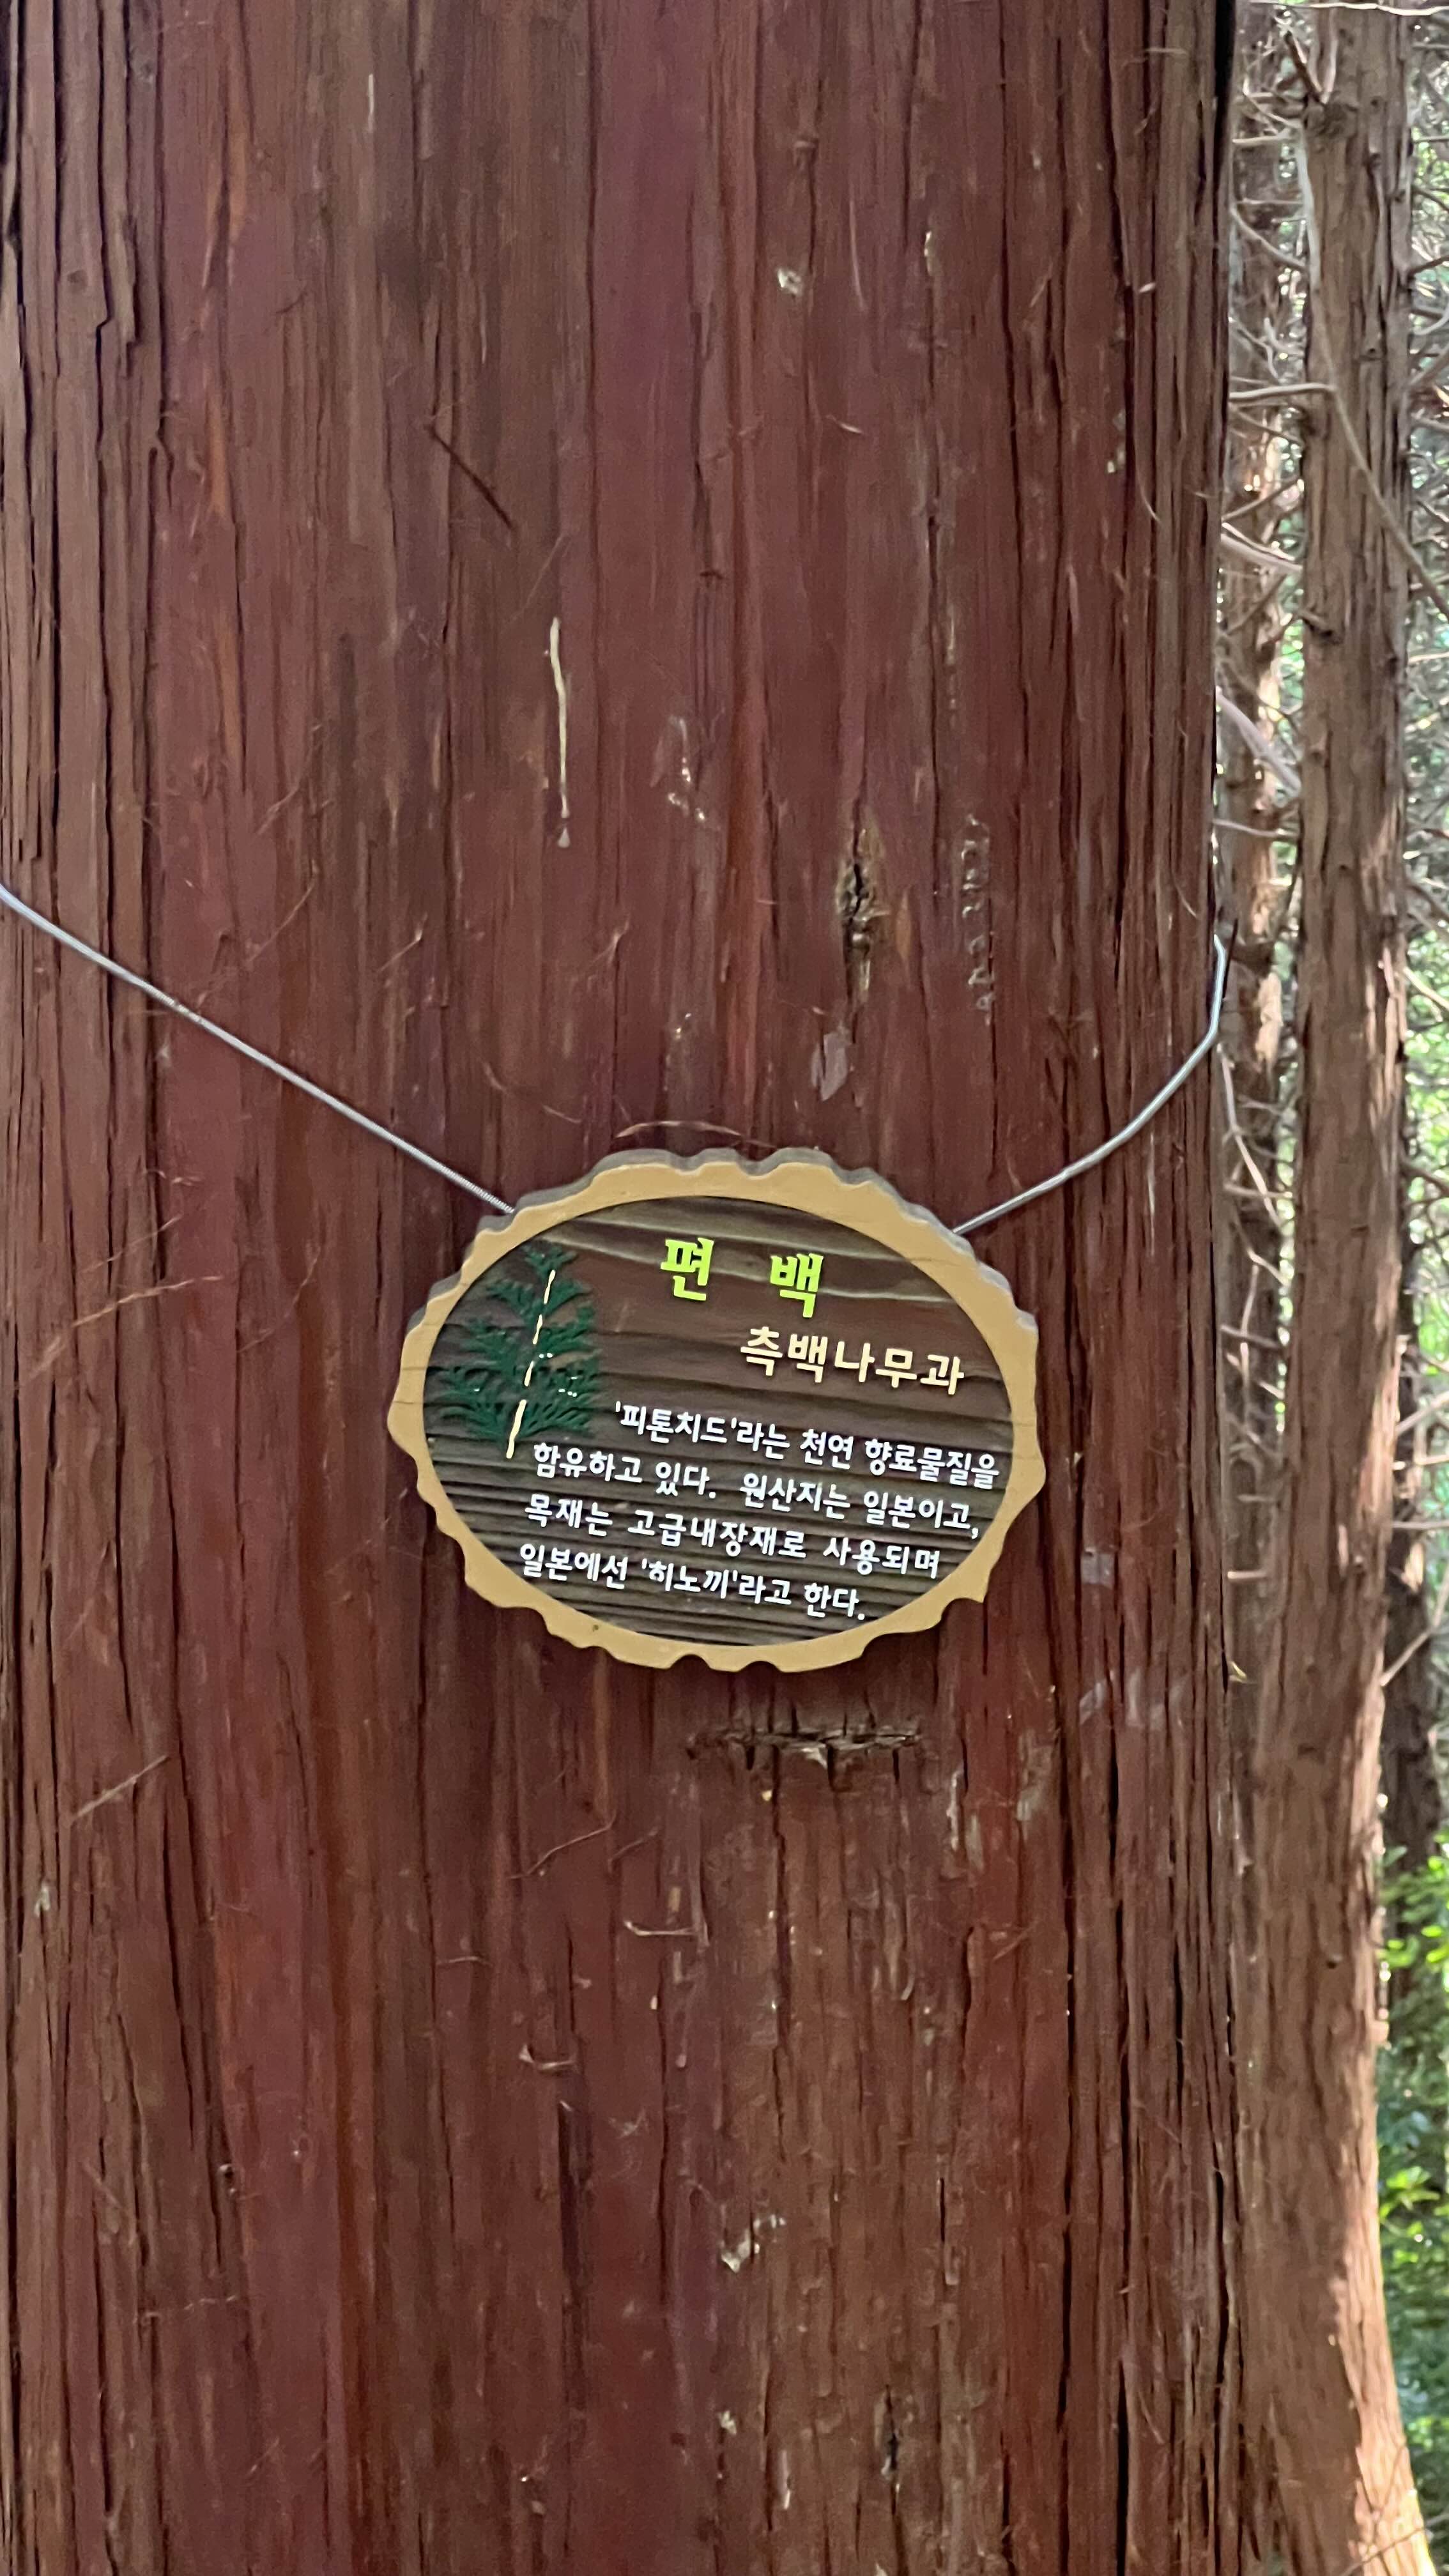 편 백
측백나무과
'피톤치드'라는 천연 향료물질을
함유하고 있다. 원산지는 일본이고,
목재는 고급내장재로 사용되며
일본에선 '히노끼'라고 한다.